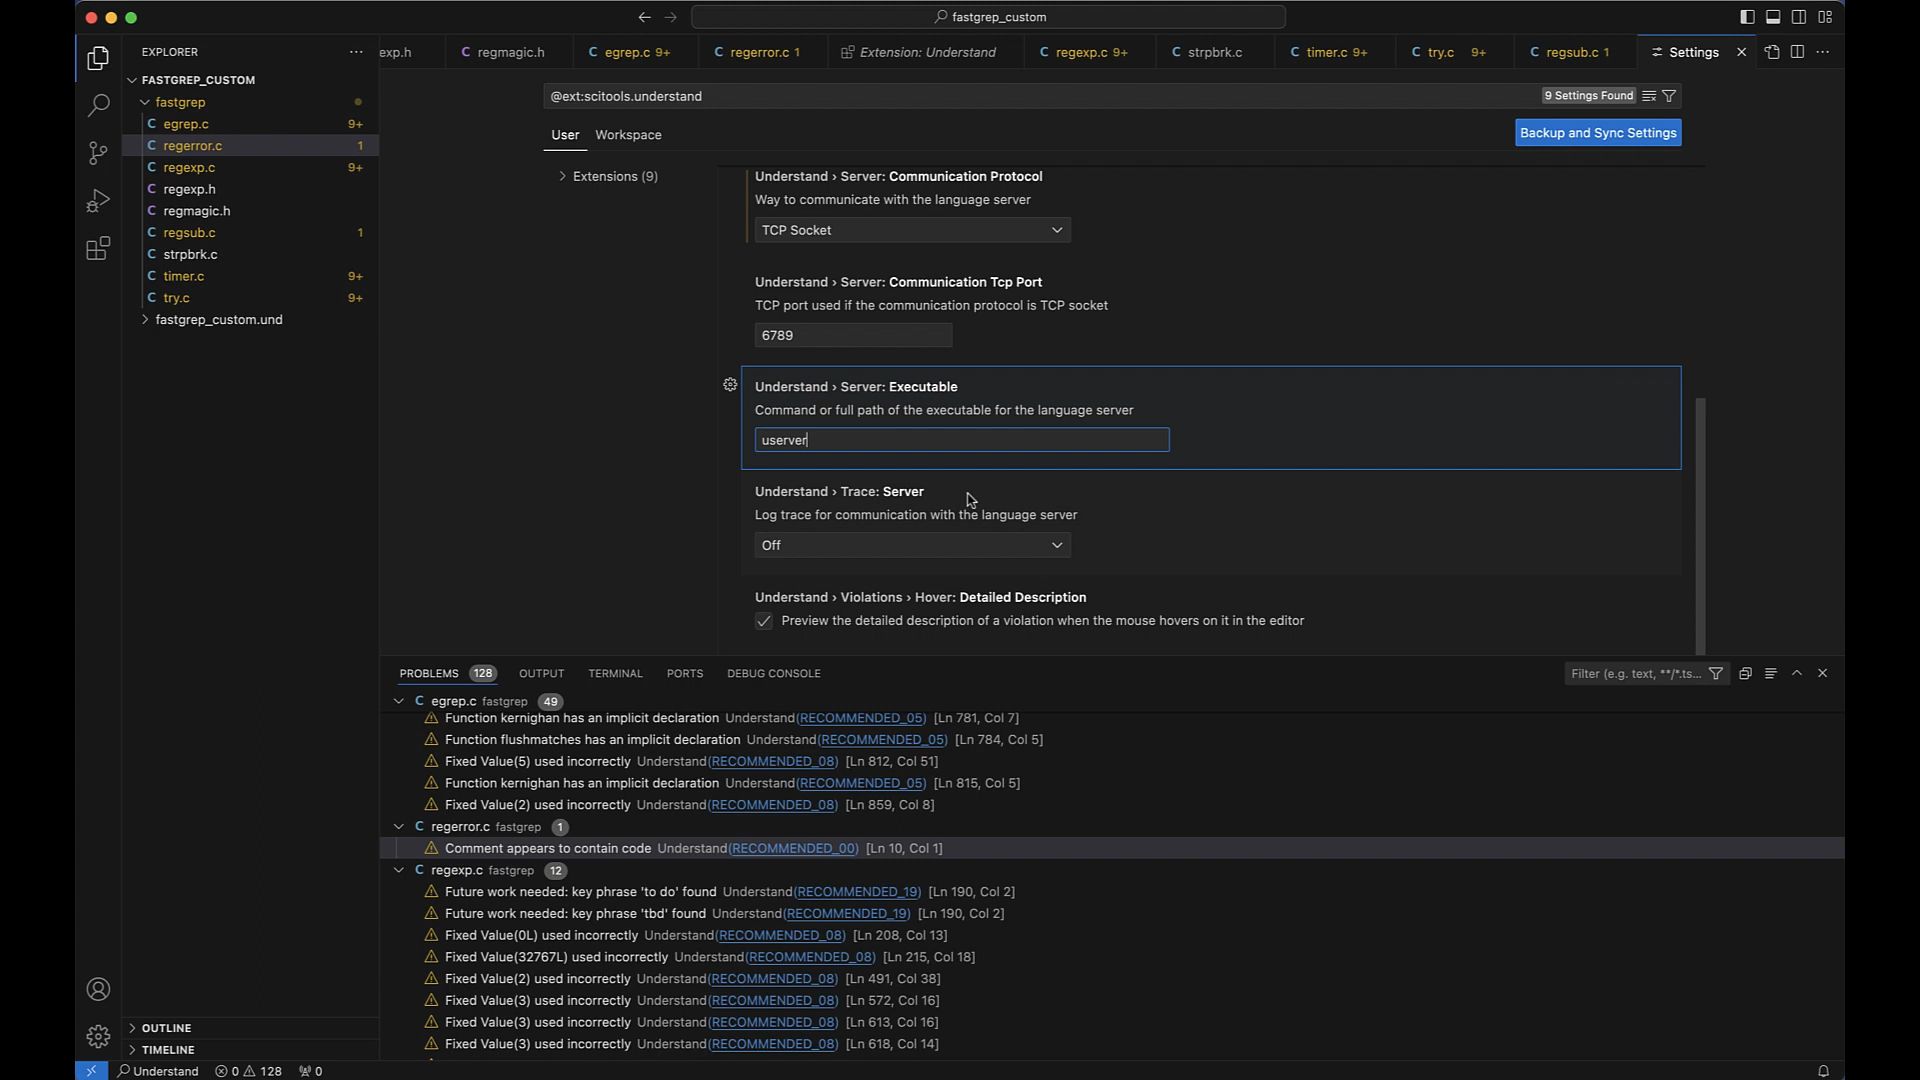 fastgrep_custom
EXPLORER
exp.h
regmagic.h
egrep.c 9+
regerror.c 1
Extension: Understand
regexp.c 9+
strpbrk.c
timer.c 9+
try.c 9+
regsub.c 1
Settings
FASTGREP_CUSTOM
fastgrep
C egrep.c 9+
C regerror.c 1
C regexp.c 9+
C regexp.h
C regmagic.h
C regsub.c 1
C strpbrk.c
C timer.c 9+
C try.c 9+
fastgrep_custom.und
OUTLINE
TIMELINE
@ext:scitools.understand
9 Settings Found
User
Workspace
Backup and Sync Settings
Extensions (9)
Understand › Server: Communication Protocol
Way to communicate with the language server
TCP Socket
Understand › Server: Communication Tcp Port
TCP port used if the communication protocol is TCP socket
6789
Understand › Server: Executable
Command or full path of the executable for the language server
userver
Understand › Trace: Server
Log trace for communication with the language server
Off
Understand › Violations › Hover: Detailed Description
Preview the detailed description of a violation when the mouse hovers on it in the editor
PROBLEMS 128
OUTPUT
TERMINAL
PORTS
DEBUG CONSOLE
Filter (e.g. text, **/*.ts...
C egrep.c fastgrep 49
Function kernighan has an implicit declaration Understand(RECOMMENDED_05) [Ln 781, Col 7]
Function flushmatches has an implicit declaration Understand(RECOMMENDED_05) [Ln 784, Col 5]
Fixed Value(5) used incorrectly Understand(RECOMMENDED_08) [Ln 812, Col 51]
Function kernighan has an implicit declaration Understand(RECOMMENDED_05) [Ln 815, Col 5]
Fixed Value(2) used incorrectly Understand(RECOMMENDED_08) [Ln 859, Col 8]
C regerror.c fastgrep 1
Comment appears to contain code Understand(RECOMMENDED_00) [Ln 10, Col 1]
C regexp.c fastgrep 12
Future work needed: key phrase 'to do' found Understand(RECOMMENDED_19) [Ln 190, Col 2]
Future work needed: key phrase 'tbd' found Understand(RECOMMENDED_19) [Ln 190, Col 2]
Fixed Value(0L) used incorrectly Understand(RECOMMENDED_08) [Ln 208, Col 13]
Fixed Value(32767L) used incorrectly Understand(RECOMMENDED_08) [Ln 215, Col 18]
Fixed Value(2) used incorrectly Understand(RECOMMENDED_08) [Ln 491, Col 38]
Fixed Value(3) used incorrectly Understand(RECOMMENDED_08) [Ln 572, Col 16]
Fixed Value(3) used incorrectly Understand(RECOMMENDED_08) [Ln 613, Col 16]
Fixed Value(3) used incorrectly Understand(RECOMMENDED_08) [Ln 618, Col 14]
Understand 0 128 0